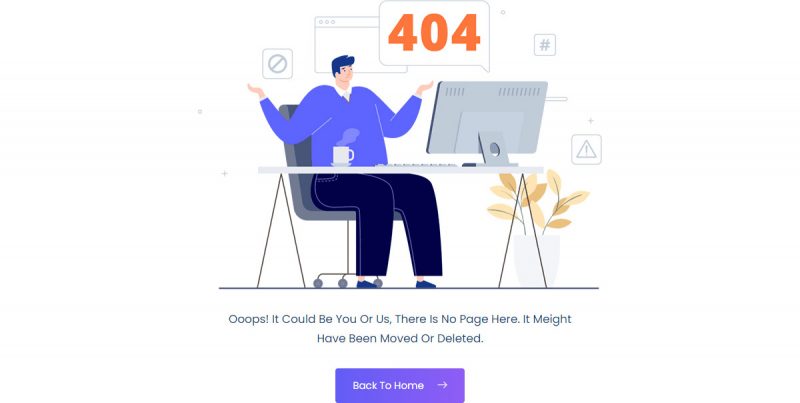 404
#
Ooops! It Could Be You Or Us, There Is No Page Here. It Meight
Have Been Moved Or Deleted.
Back To Home →